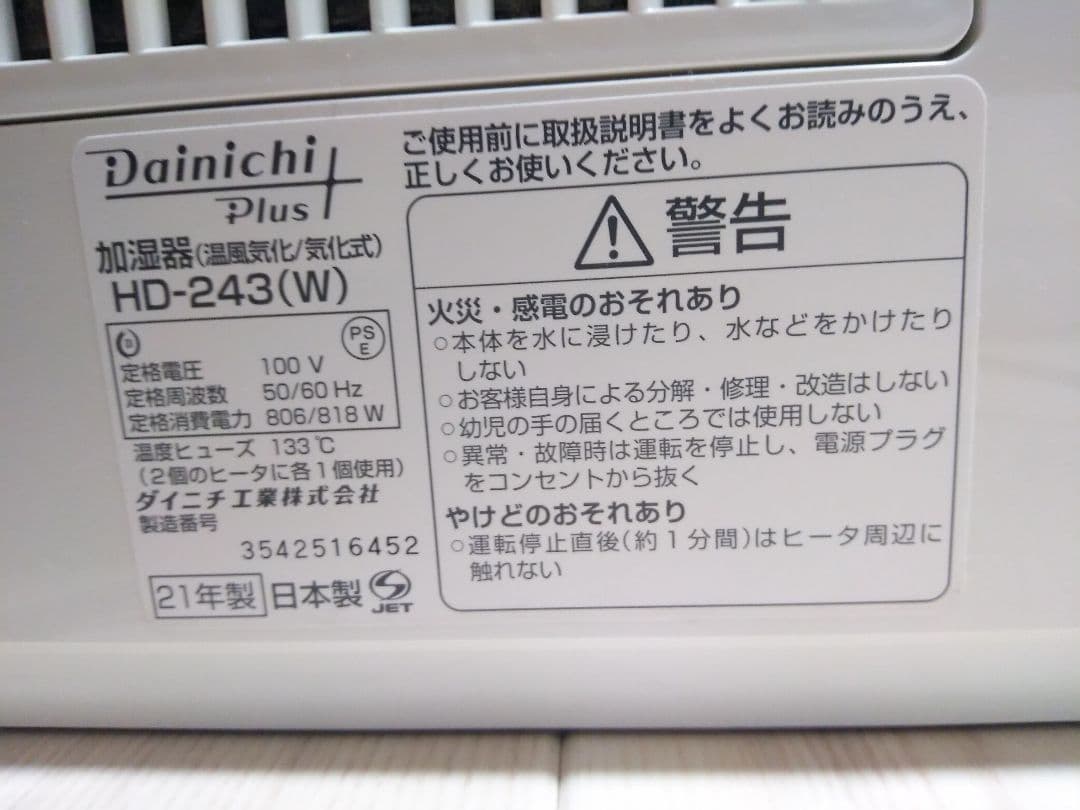 Dainichi
Plus
加湿器(温風気化/気化式)
HD-243(W)
PS
E
定格電圧 100 V
定格周波数 50/60 Hz
定格消費電力 806/818 W
温度ヒューズ 133℃
(2個のヒータに各1個使用)
ダイニチ工業株式会社
製造番号
3542516452
21年製 日本製 JET
ご使用前に取扱説明書をよくお読みのうえ、
正しくお使いください。
警告
火災・感電のおそれあり
○本体を水に浸けたり、水などをかけたり
しない
○お客様自身による分解・修理・改造はしない
○幼児の手の届くところでは使用しない
○異常・故障時は運転を停止し、電源プラグ
をコンセントから抜く
やけどのおそれあり
○運転停止直後(約1分間)はヒータ周辺に
触れない